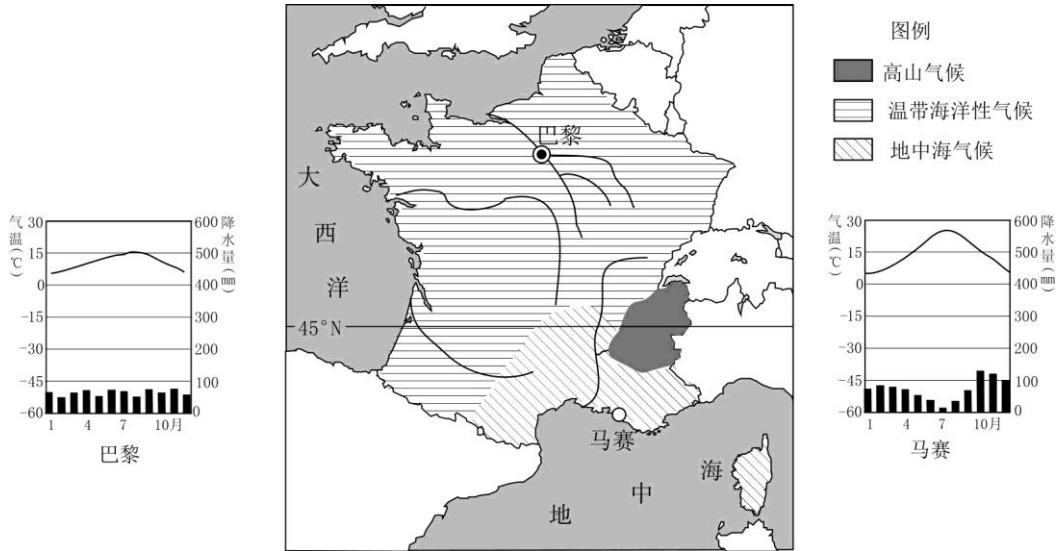 图例
高山气候
温带海洋性气候
地中海气候
巴黎
大
西
洋
45°N
马赛
地
中
海
气温(℃)
降水量(mm)
30
15
0
-15
-30
-45
-60
600
500
400
300
200
100
0
1
4
7
10月
巴黎
气温(℃)
降水量(mm)
30
15
0
-15
-30
-45
-60
600
500
400
300
200
100
0
1
4
7
10月
马赛